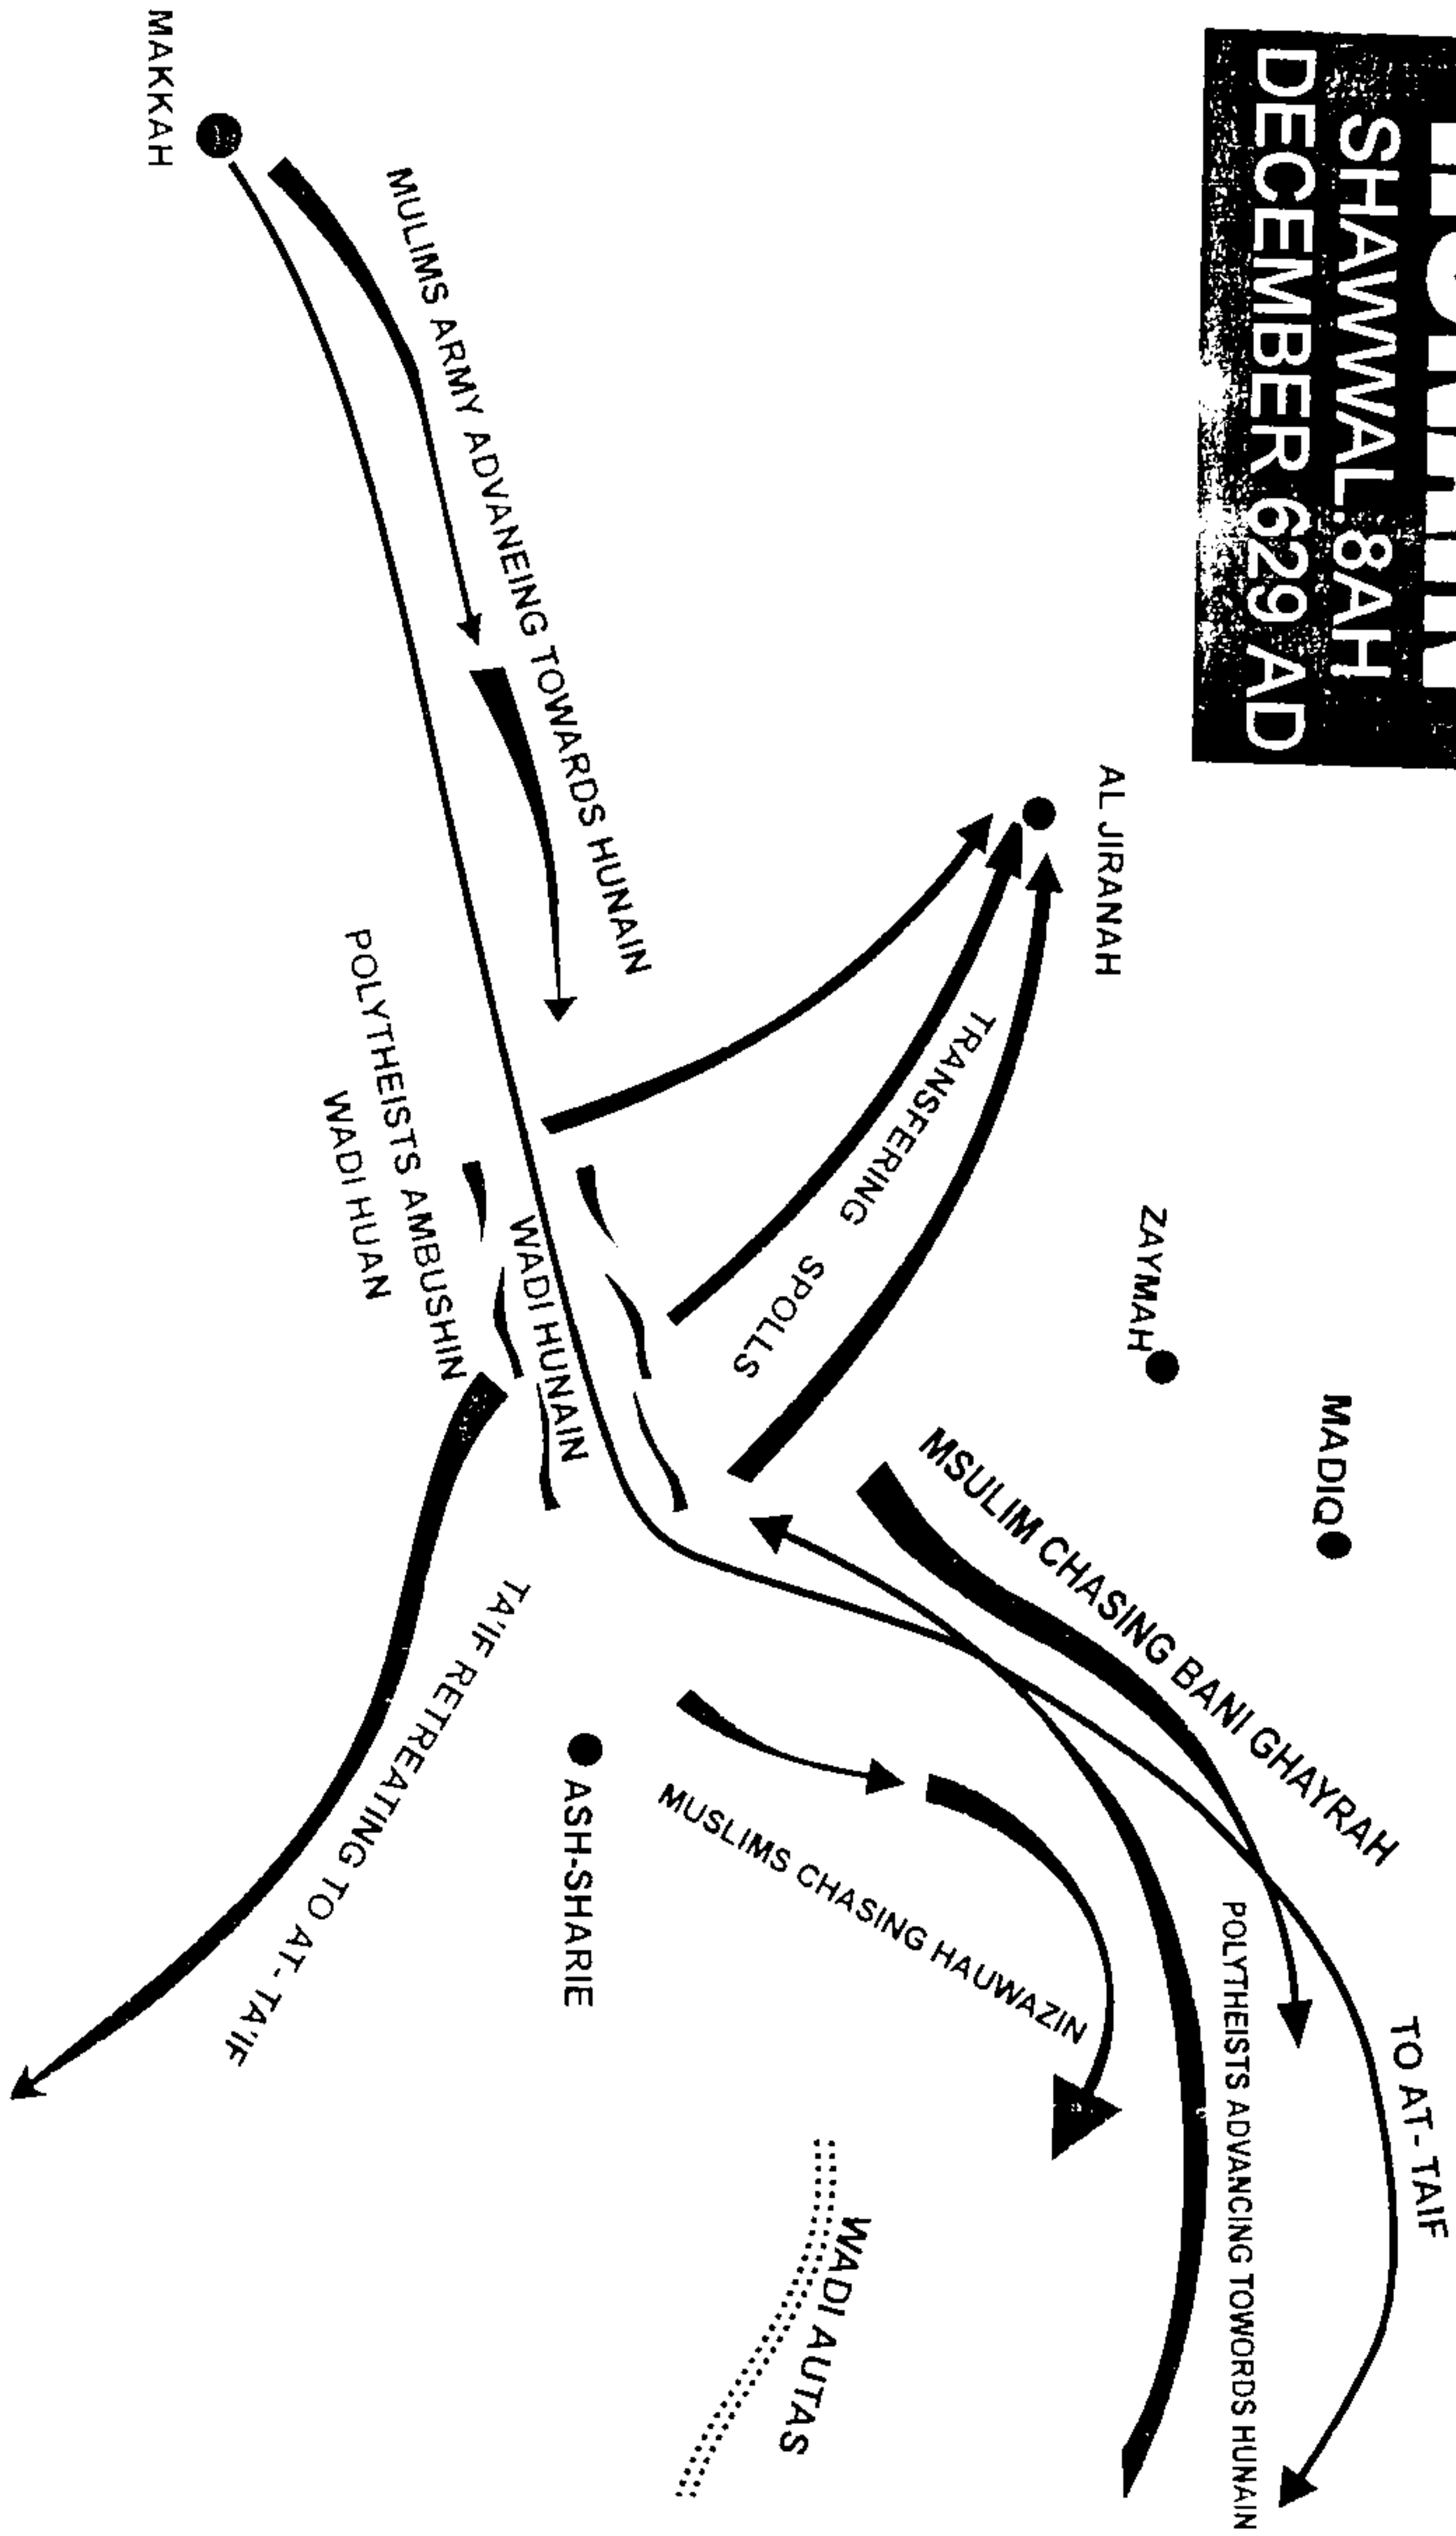 SHAWWAL.8AH
DECEMBER 629 AD
MADIQ
ZAYMAH
AL JIRANAH
TO AT- TAIF
MSULIM CHASING BANI GHAYRAH
POLYTHEISTS ADVANCING TOWORDS HUNAIN
TRANSFERING SPOLLS
MUSLIMS CHASING HAUWAZIN
WADI AUTAS
MULIMS ARMY ADVANEING TOWARDS HUNAIN
ASH-SHARIE
WADI HUNAIN
TA'IF RETREATING TO AT- TA'IF
POLYTHEISTS AMBUSHIN
WADI HUAN
MAKKAH